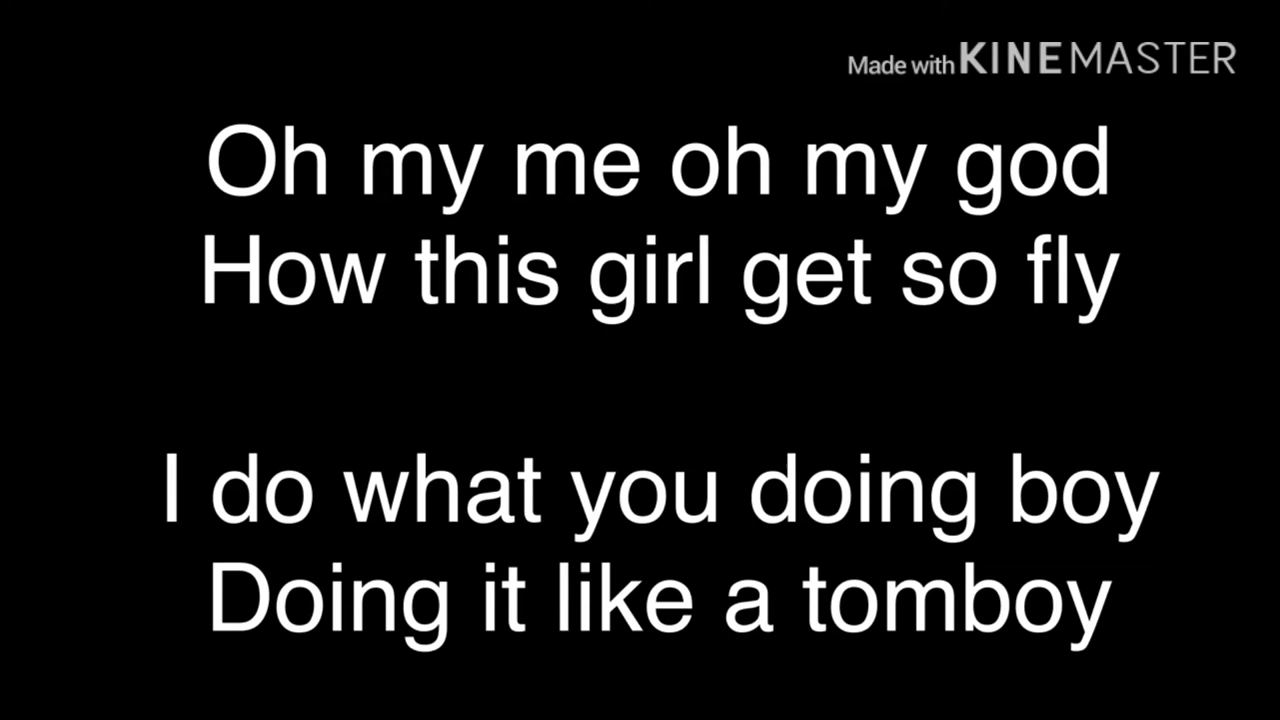 Made with KINEMASTER
Oh my me oh my god
How this girl get so fly
I do what you doing boy
Doing it like a tomboy